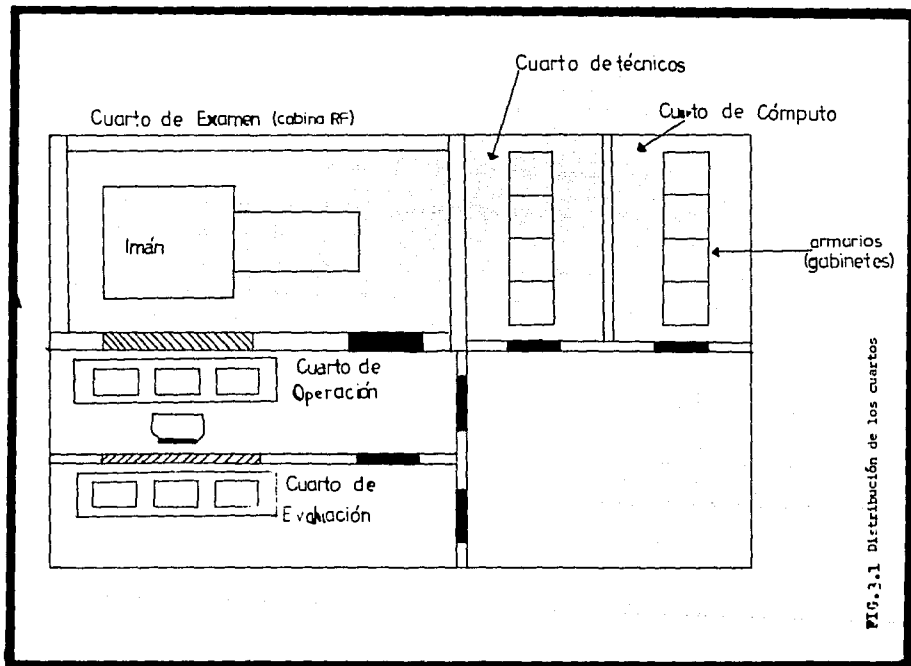 Cuarto de técnicos
Cuarto de Examen (cabina RF)
Cuarto de Cómputo
Imán
armarios
(gabinetes)
Cuarto de
Operación
Cuarto de
Evaluación
FIG.3.1 Distribución de los cuartos